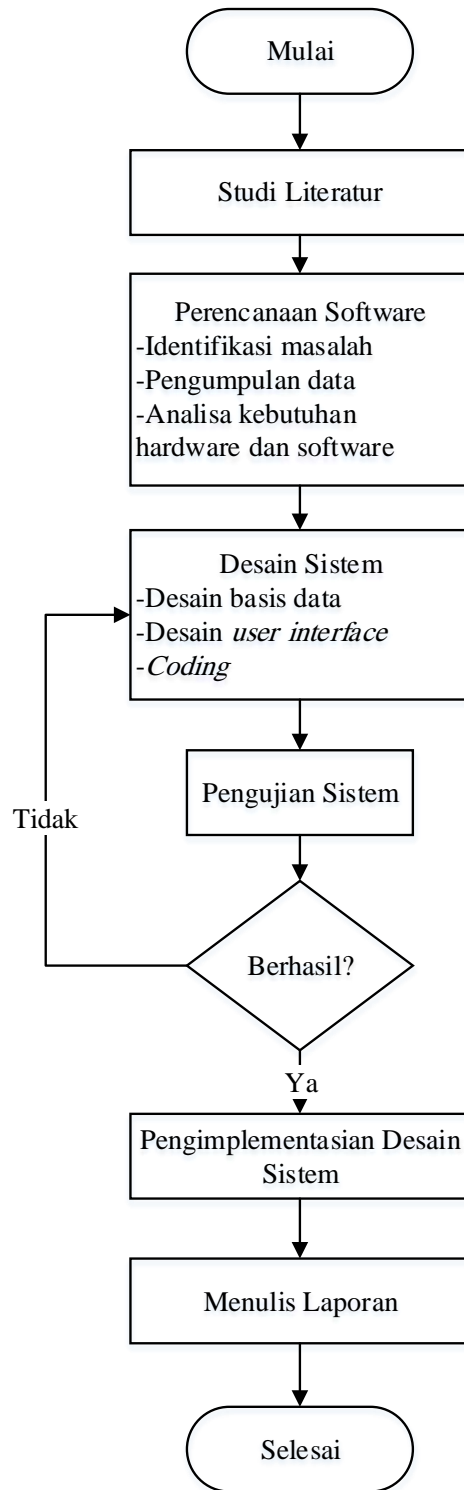 Mulai
Studi Literatur
Perencanaan Software
-Identifikasi masalah
-Pengumpulan data
-Analisa kebutuhan
hardware dan software
Desain Sistem
-Desain basis data
-Desain user interface
-Coding
Pengujian Sistem
Tidak
Berhasil?
Ya
Pengimplementasian Desain
Sistem
Menulis Laporan
Selesai